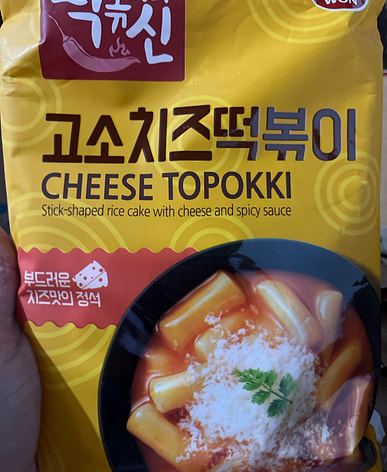 떡볶이
신
고소치즈떡볶이
CHEESE TOPOKKI
Stick-shaped rice cake with cheese and spicy sauce
부드러운
치즈맛의 정석